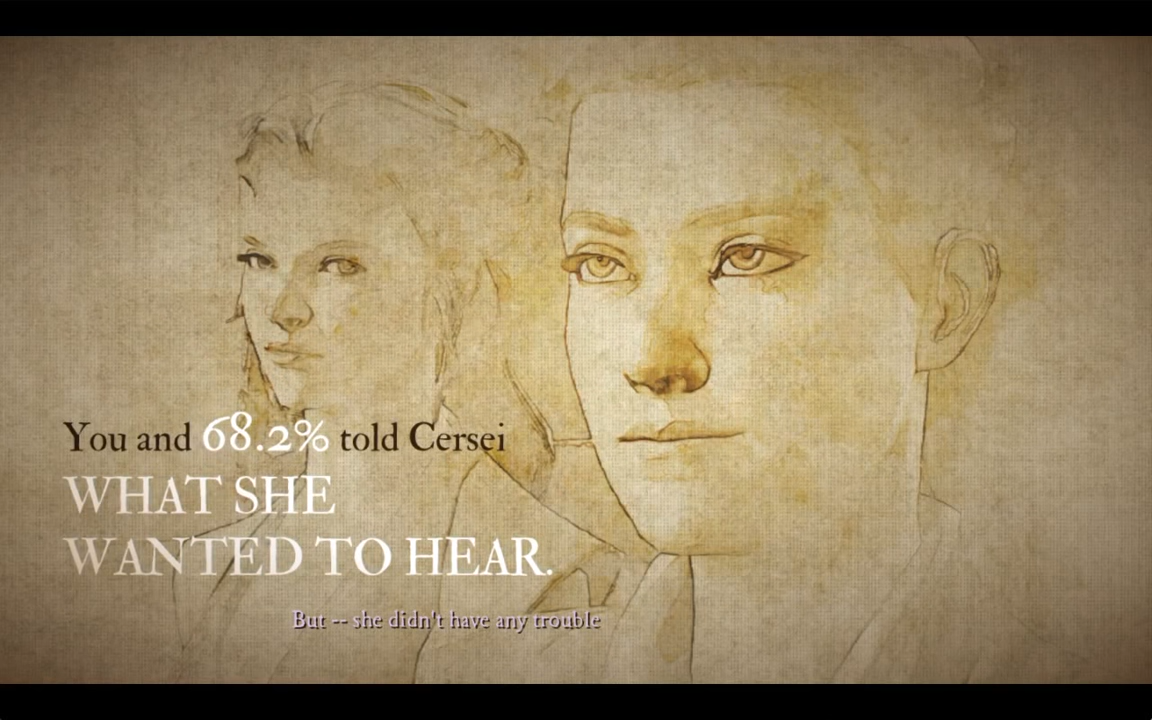 You and 68.2% told Cersei
WHAT SHE
WANTED TO HEAR.
But -- she didn't have any trouble